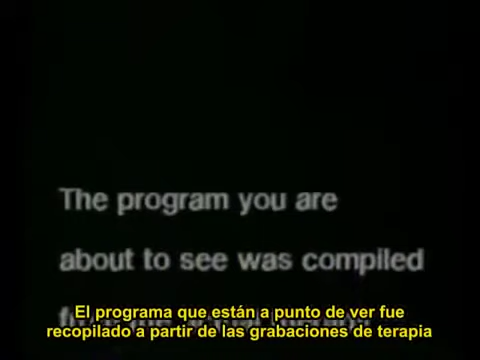 The program you are
about to see was compiled
El programa que están a punto de ver fue
recopilado a partir de las grabaciones de terapia